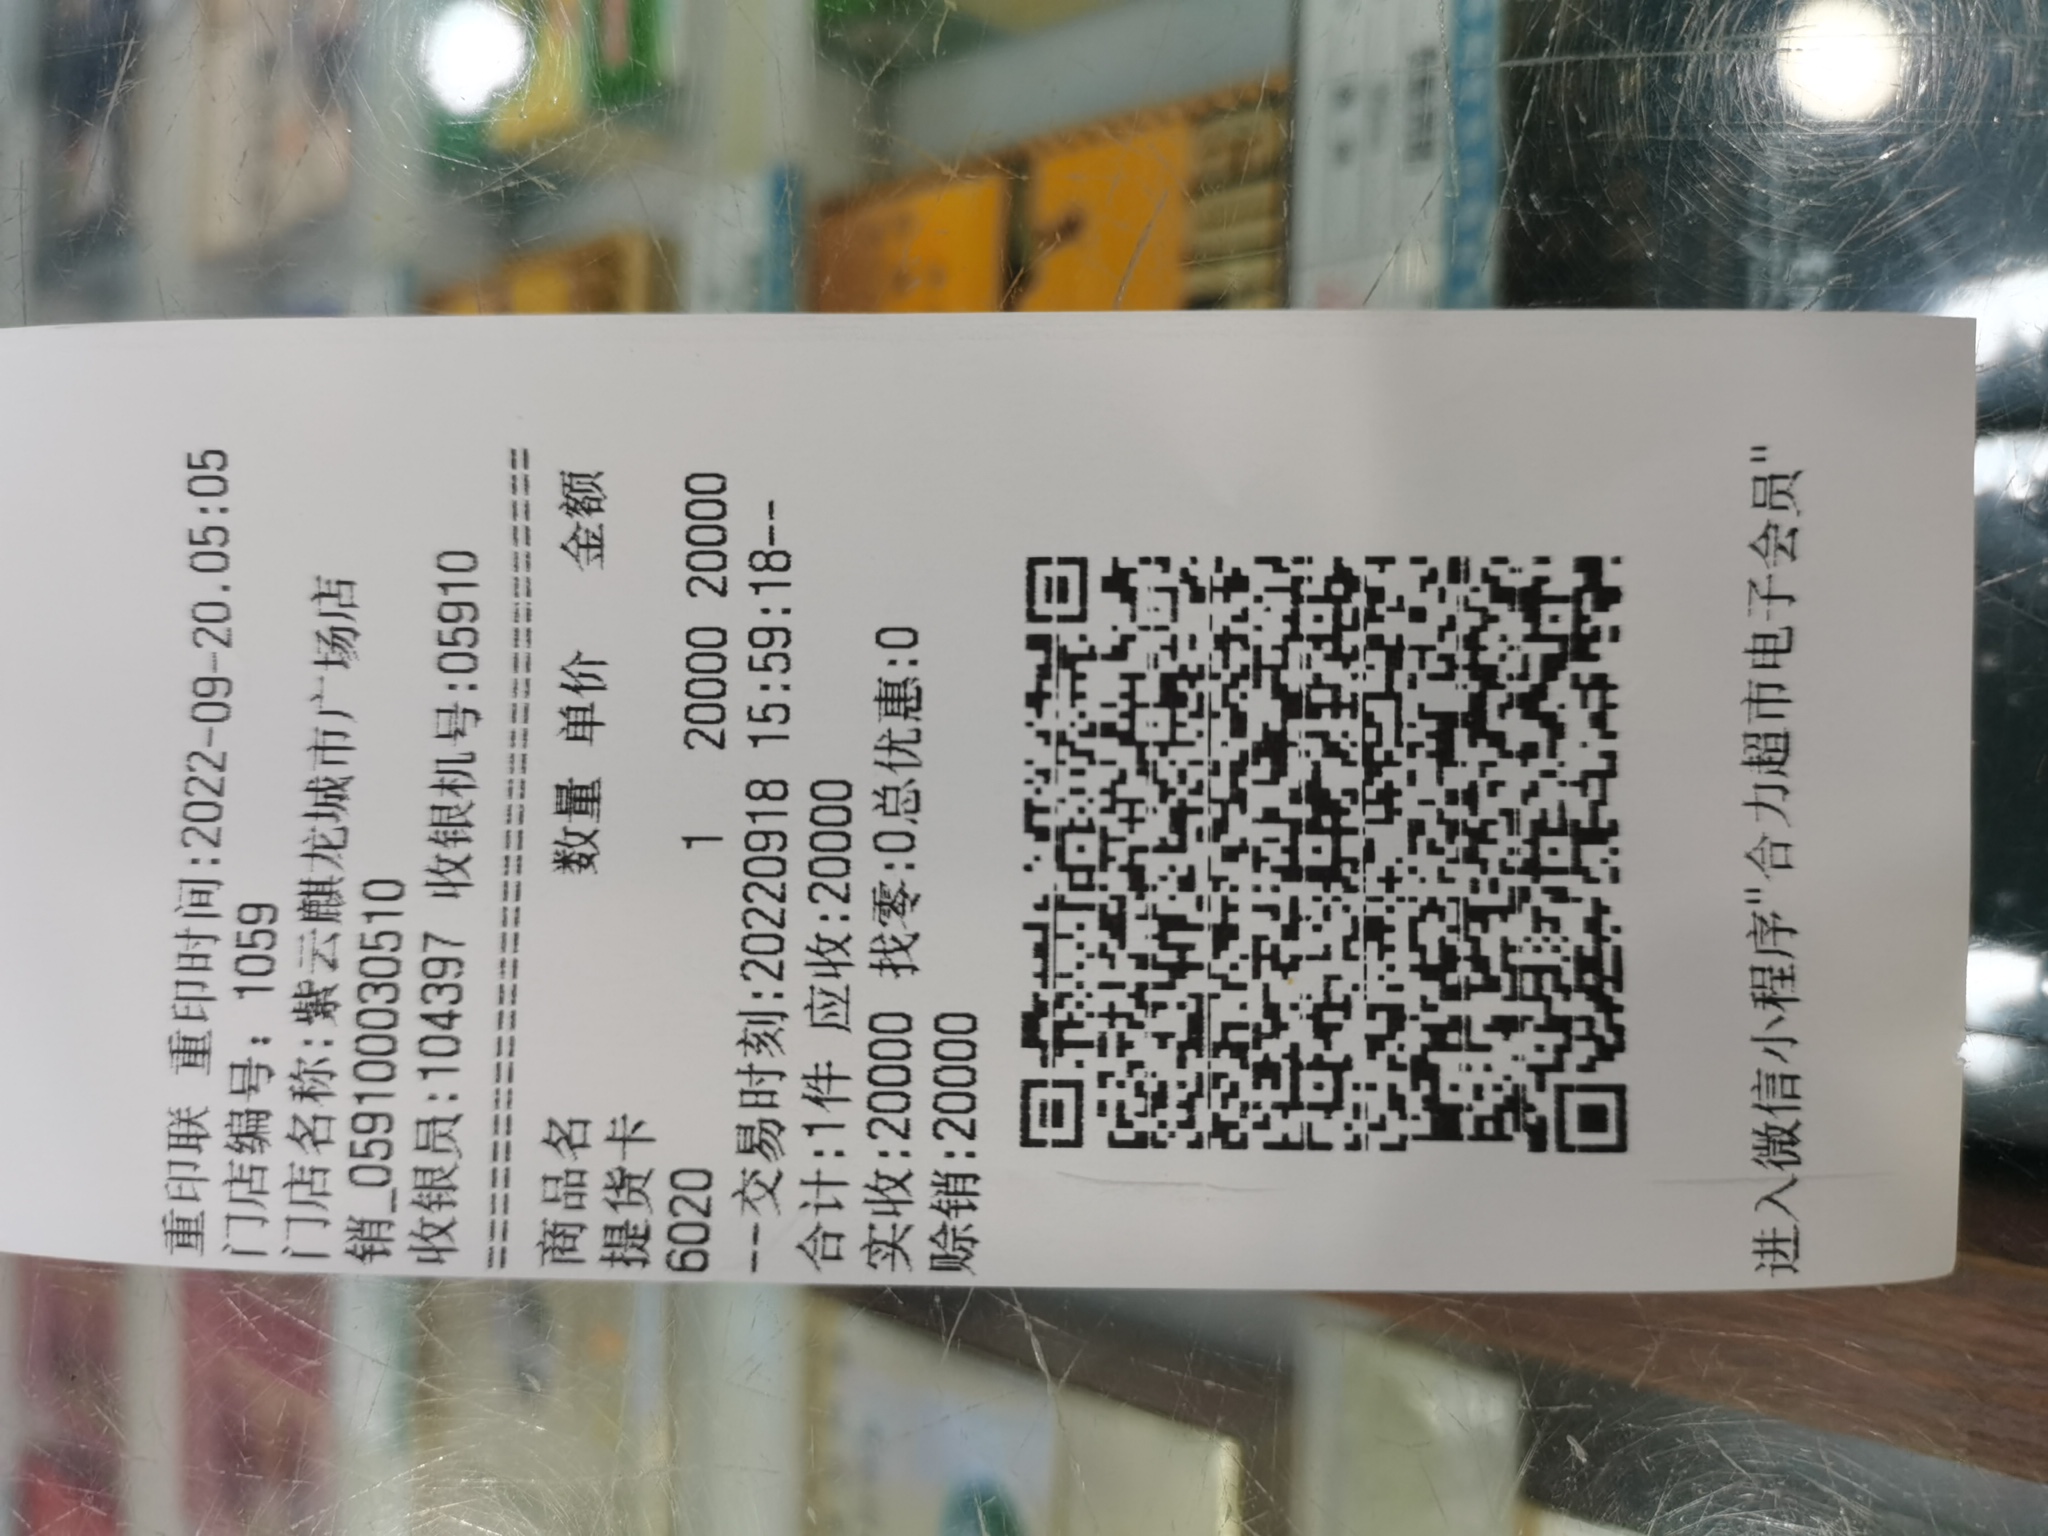 重印联 重印时间:2022-09-20.05:05
门店编号: 1059
门店名称:紫云麒龙城市广场店
销_059100030510
收银员:104397 收银机号:05910
================================================
商品名 数量 单价 金额
提货卡
6020 1 20000 20000
--交易时刻:20220918 15:59:18--
合计:1件 应收:20000
实收:20000 找零:0总优惠:0
赊销:20000
进入微信小程序"合力超市电子会员"